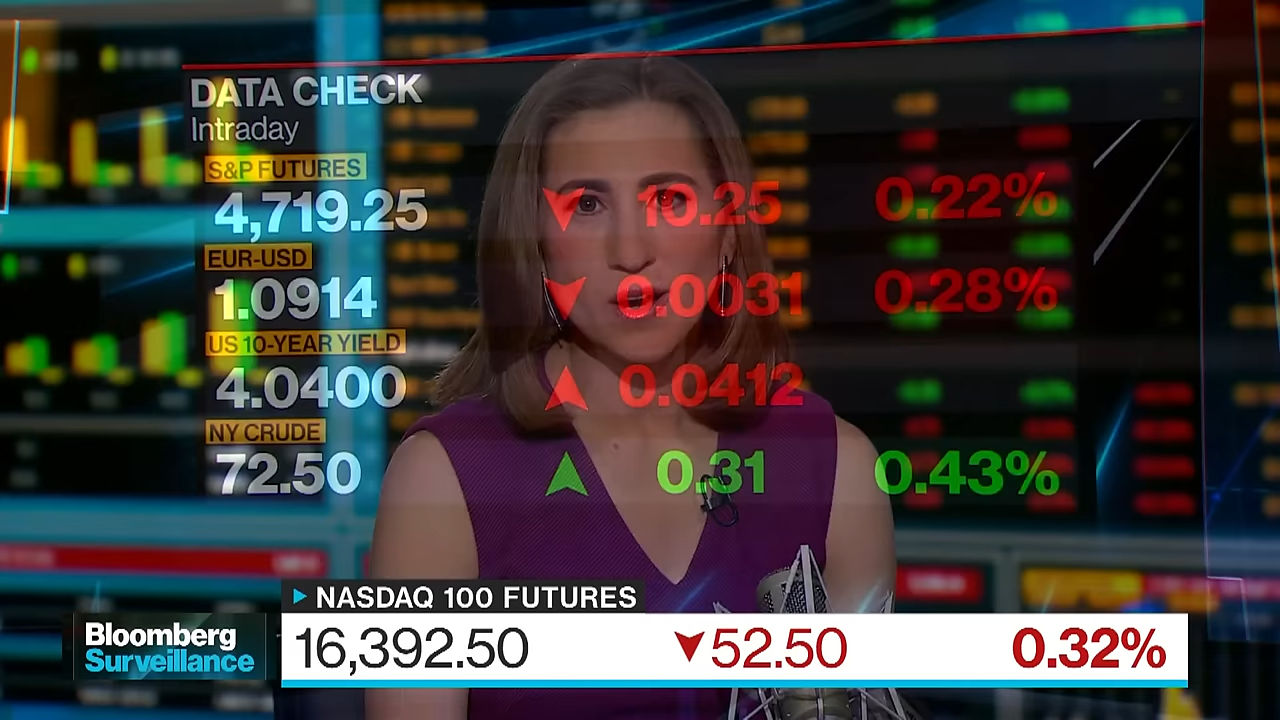 DATA CHECK
Intraday
S&P FUTURES
4,719.25 10.25 0.22%
EUR-USD
1.0914 0.0031 0.28%
US 10-YEAR YIELD
4.0400 0.0412
NY CRUDE
72.50 0.31 0.43%
NASDAQ 100 FUTURES
16,392.50 52.50 0.32%
Bloomberg
Surveillance